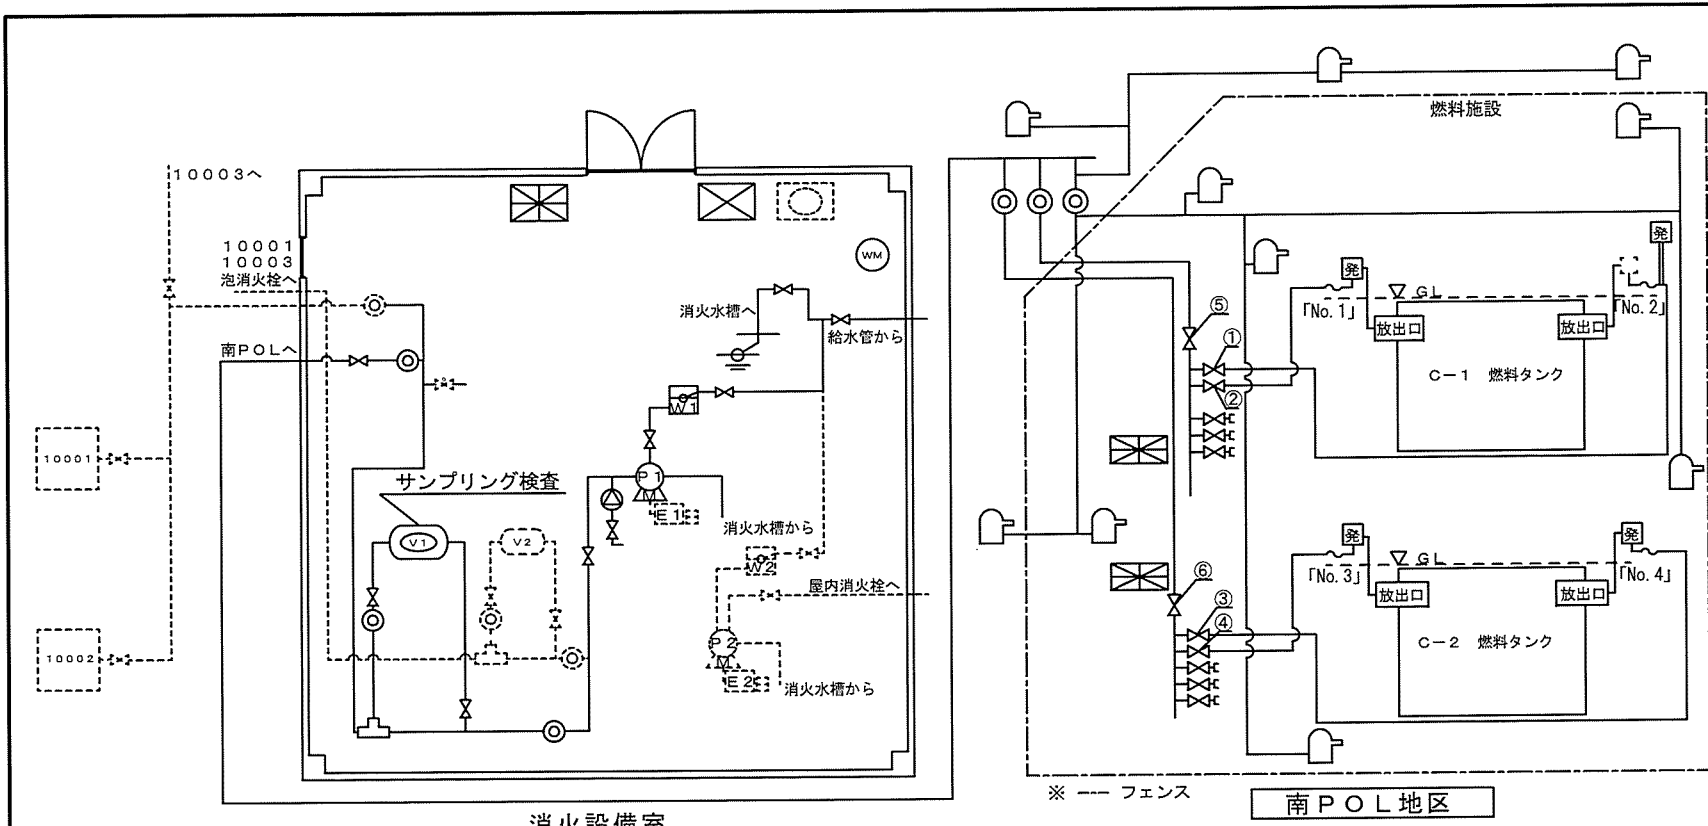 10003へ
10001
10003
泡消火栓へ
南POLへ
10001
10002
サンプリング検査
V1
V2
WM
消火水槽へ
給水管から
W1
P1
M
E1
消火水槽から
W2
屋内消火栓へ
P2
M
E2
消火水槽から
消火設備室
燃料施設
⑤
①
②
発
GL
「No.1」
放出口
C-1 燃料タンク
発
「No.2」
放出口
⑥
③
④
発
GL
「No.3」
放出口
C-2 燃料タンク
発
「No.4」
放出口
※ --- フェンス
南POL地区